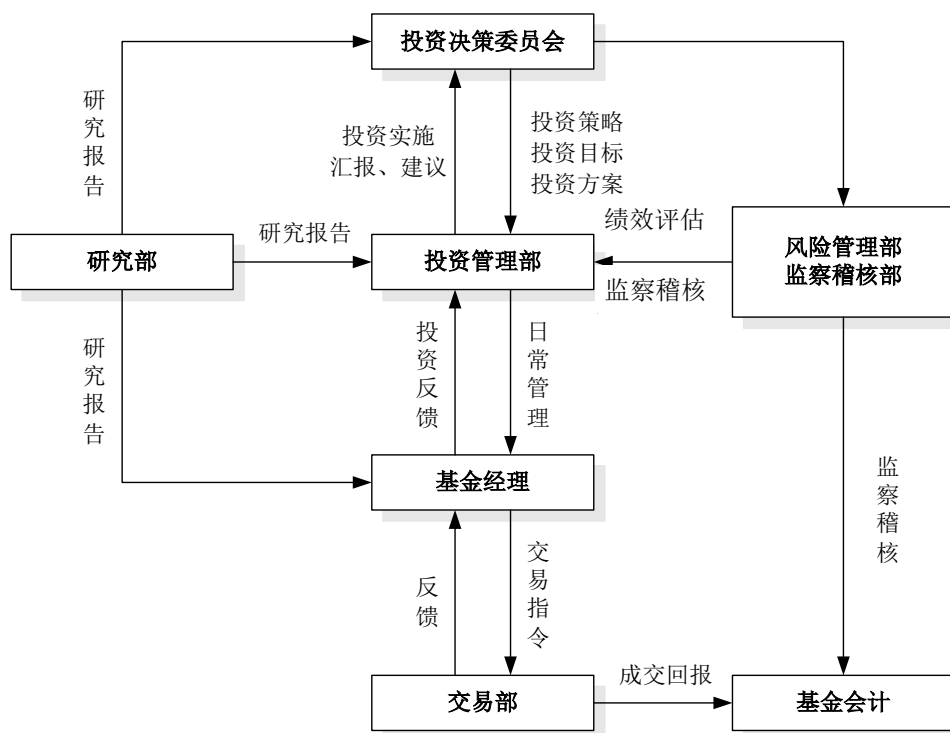 投资决策委员会
研究报告
投资实施
汇报、建议
投资策略
投资目标
投资方案
绩效评估
研究报告
研究部
投资管理部
风险管理部
监察稽核部
监察稽核
研究报告
投资反馈
日常管理
基金经理
监察稽核
反馈
交易指令
成交回报
交易部
基金会计